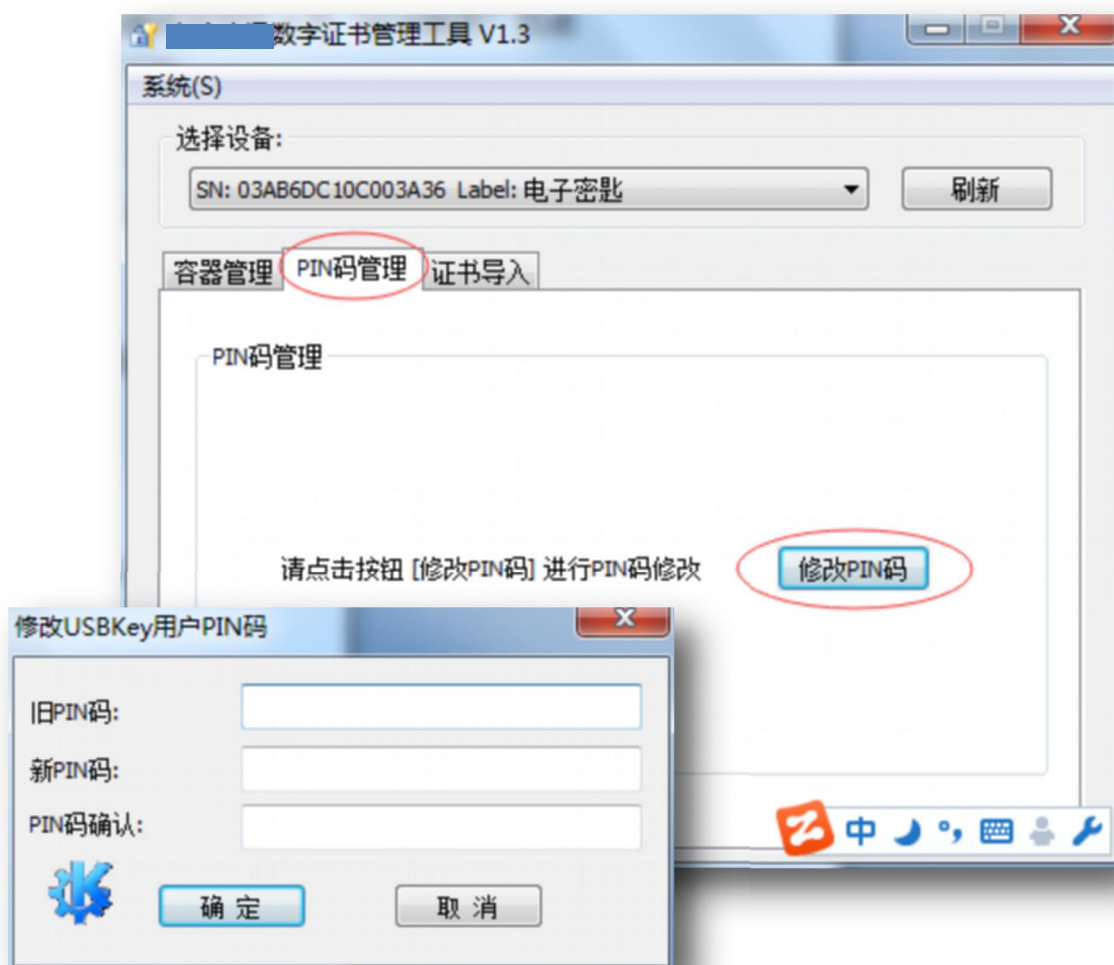 数字证书管理工具 V1.3
系统(S)
选择设备:
SN: 03AB6DC10C003A36 Label: 电子密匙
刷新
容器管理 PIN码管理 证书导入
PIN码管理
请点击按钮 [修改PIN码] 进行PIN码修改
修改PIN码
修改USBKey用户PIN码
旧PIN码:
新PIN码:
PIN码确认:
确 定
取 消
中